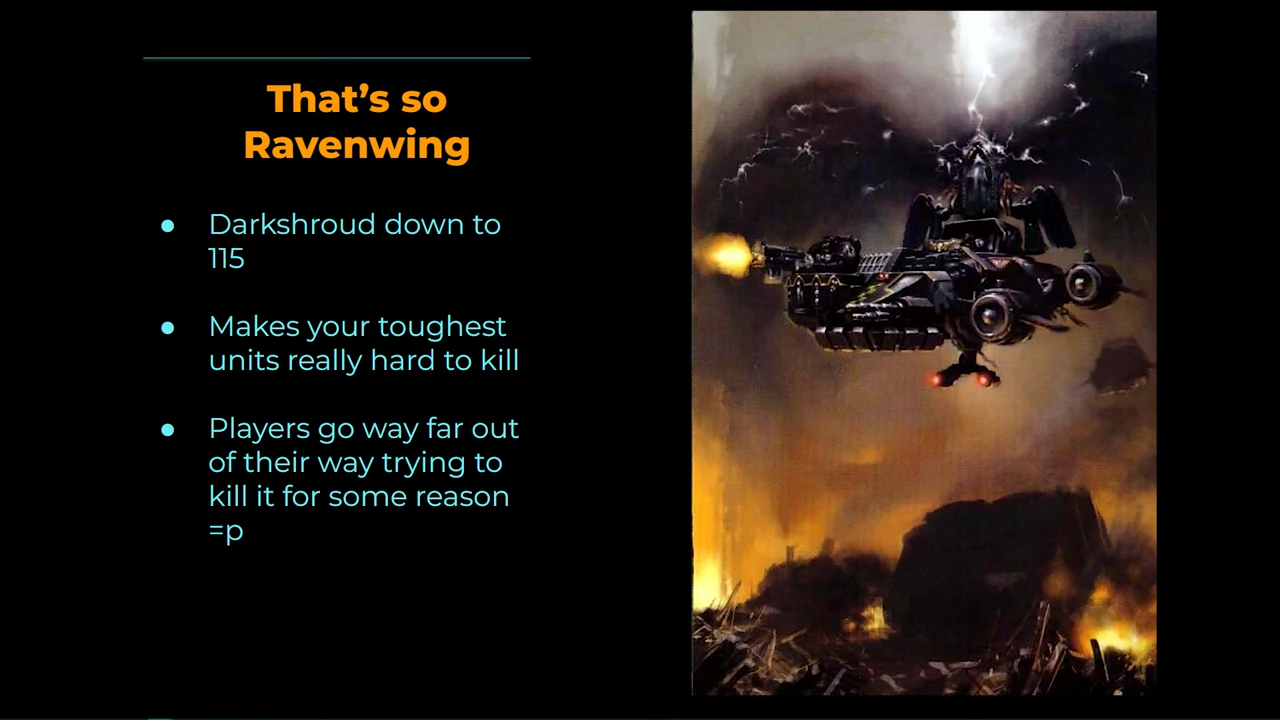 That’s so
Ravenwing
● Darkshroud down to
115
● Makes your toughest
units really hard to kill
● Players go way far out
of their way trying to
kill it for some reason
=p